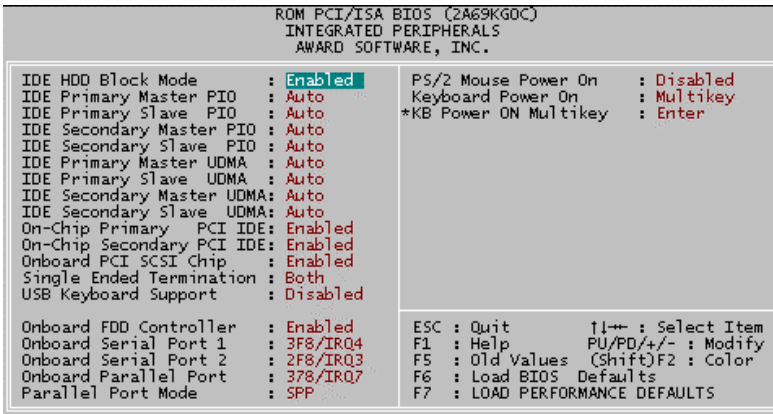 ROM PCI/ISA BIOS (2A69KGOC)
INTEGRATED PERIPHERALS
AWARD SOFTWARE, INC.
IDE HDD Block Mode : Enabled
IDE Primary Master PIO : Auto
IDE Primary Slave PIO : Auto
IDE Secondary Master PIO : Auto
IDE Secondary Slave PIO : Auto
IDE Primary Master UDMA : Auto
IDE Primary Slave UDMA : Auto
IDE Secondary Master UDMA: Auto
IDE Secondary Slave UDMA: Auto
On-Chip Primary PCI IDE: Enabled
On-Chip Secondary PCI IDE: Enabled
Onboard PCI SCSI Chip : Enabled
Single Ended Termination : Both
USB Keyboard Support : Disabled
Onboard FDD Controller : Enabled
Onboard Serial Port 1 : 3F8/IRQ4
Onboard Serial Port 2 : 2F8/IRQ3
Onboard Parallel Port : 378/IRQ7
Parallel Port Mode : SPP
PS/2 Mouse Power On : Disabled
Keyboard Power On : Multikey
*KB Power ON Multikey : Enter
ESC : Quit ↑↓→← : Select Item
F1 : Help PU/PD/+/- : Modify
F5 : Old Values (Shift)F2 : Color
F6 : Load BIOS Defaults
F7 : LOAD PERFORMANCE DEFAULTS